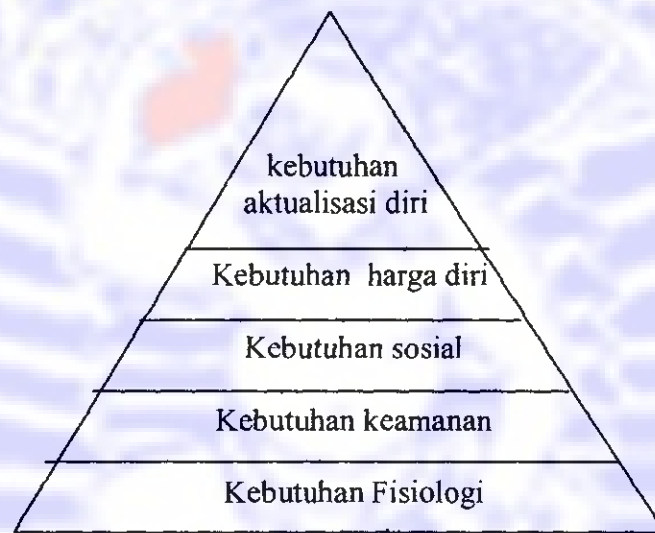 kebutuhan
aktualisasi diri
Kebutuhan harga diri
Kebutuhan sosial
Kebutuhan keamanan
Kebutuhan Fisiologi